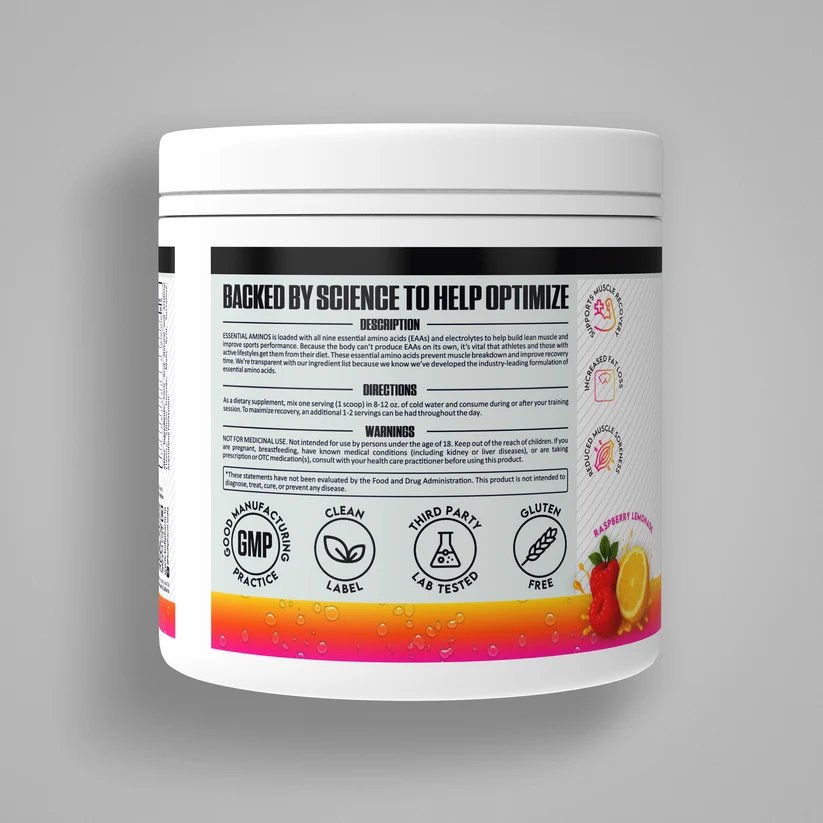 BACKED BY SCIENCE TO HELP OPTIMIZE
DESCRIPTION
ESSENTIAL AMINOS is loaded with all nine essential amino acids (EAAs) and electrolytes to help build lean muscle and
improve sports performance. Because the body can't produce EAAs on its own, it's vital that athletes and those with
active lifestyles get them from their diet. These essential amino acids prevent muscle breakdown and improve recovery
time. We're transparent with our ingredient list because we know we've developed the industry-leading formulation of
essential amino acids.
DIRECTIONS
As a dietary supplement, mix one serving (1 scoop) in 8-12 oz. of cold water and consume during or after your training
session. To maximize recovery, an additional 1-2 servings can be had throughout the day.
WARNINGS
NOT FOR MEDICINAL USE. Not intended for use by persons under the age of 18. Keep out of the reach of children. If you
are pregnant, breastfeeding, have known medical conditions (including kidney or liver diseases), or are taking
prescription or OTC medication(s), consult with your health care practitioner before using this product.
*These statements have not been evaluated by the Food and Drug Administration. This product is not intended to
diagnose, treat, cure, or prevent any disease.
GOOD MANUFACTURING
GMP
PRACTICE
CLEAN
LABEL
THIRD PARTY
LAB TESTED
GLUTEN
FREE
SUPPORTS MUSCLE RECOVERY
INCREASED FAT LOSS
REDUCED MUSCLE SORENESS
RASPBERRY LEMONADE